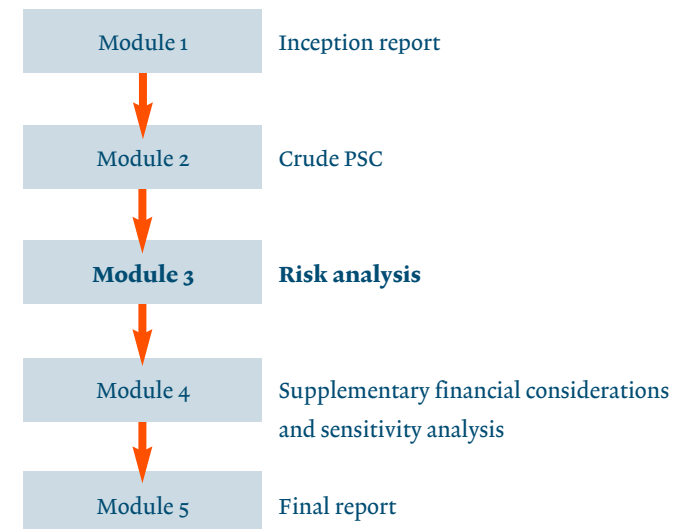 Module 1
Inception report
Module 2
Crude PSC
Module 3
Risk analysis
Module 4
Supplementary financial considerations
and sensitivity analysis
Module 5
Final report